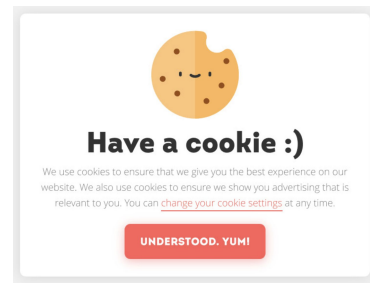 Have a cookie :)
We use cookies to ensure that we give you the best experience on our
website. We also use cookies to ensure we show you advertising that is
relevant to you. You can change your cookie settings at any time.
UNDERSTOOD. YUM!